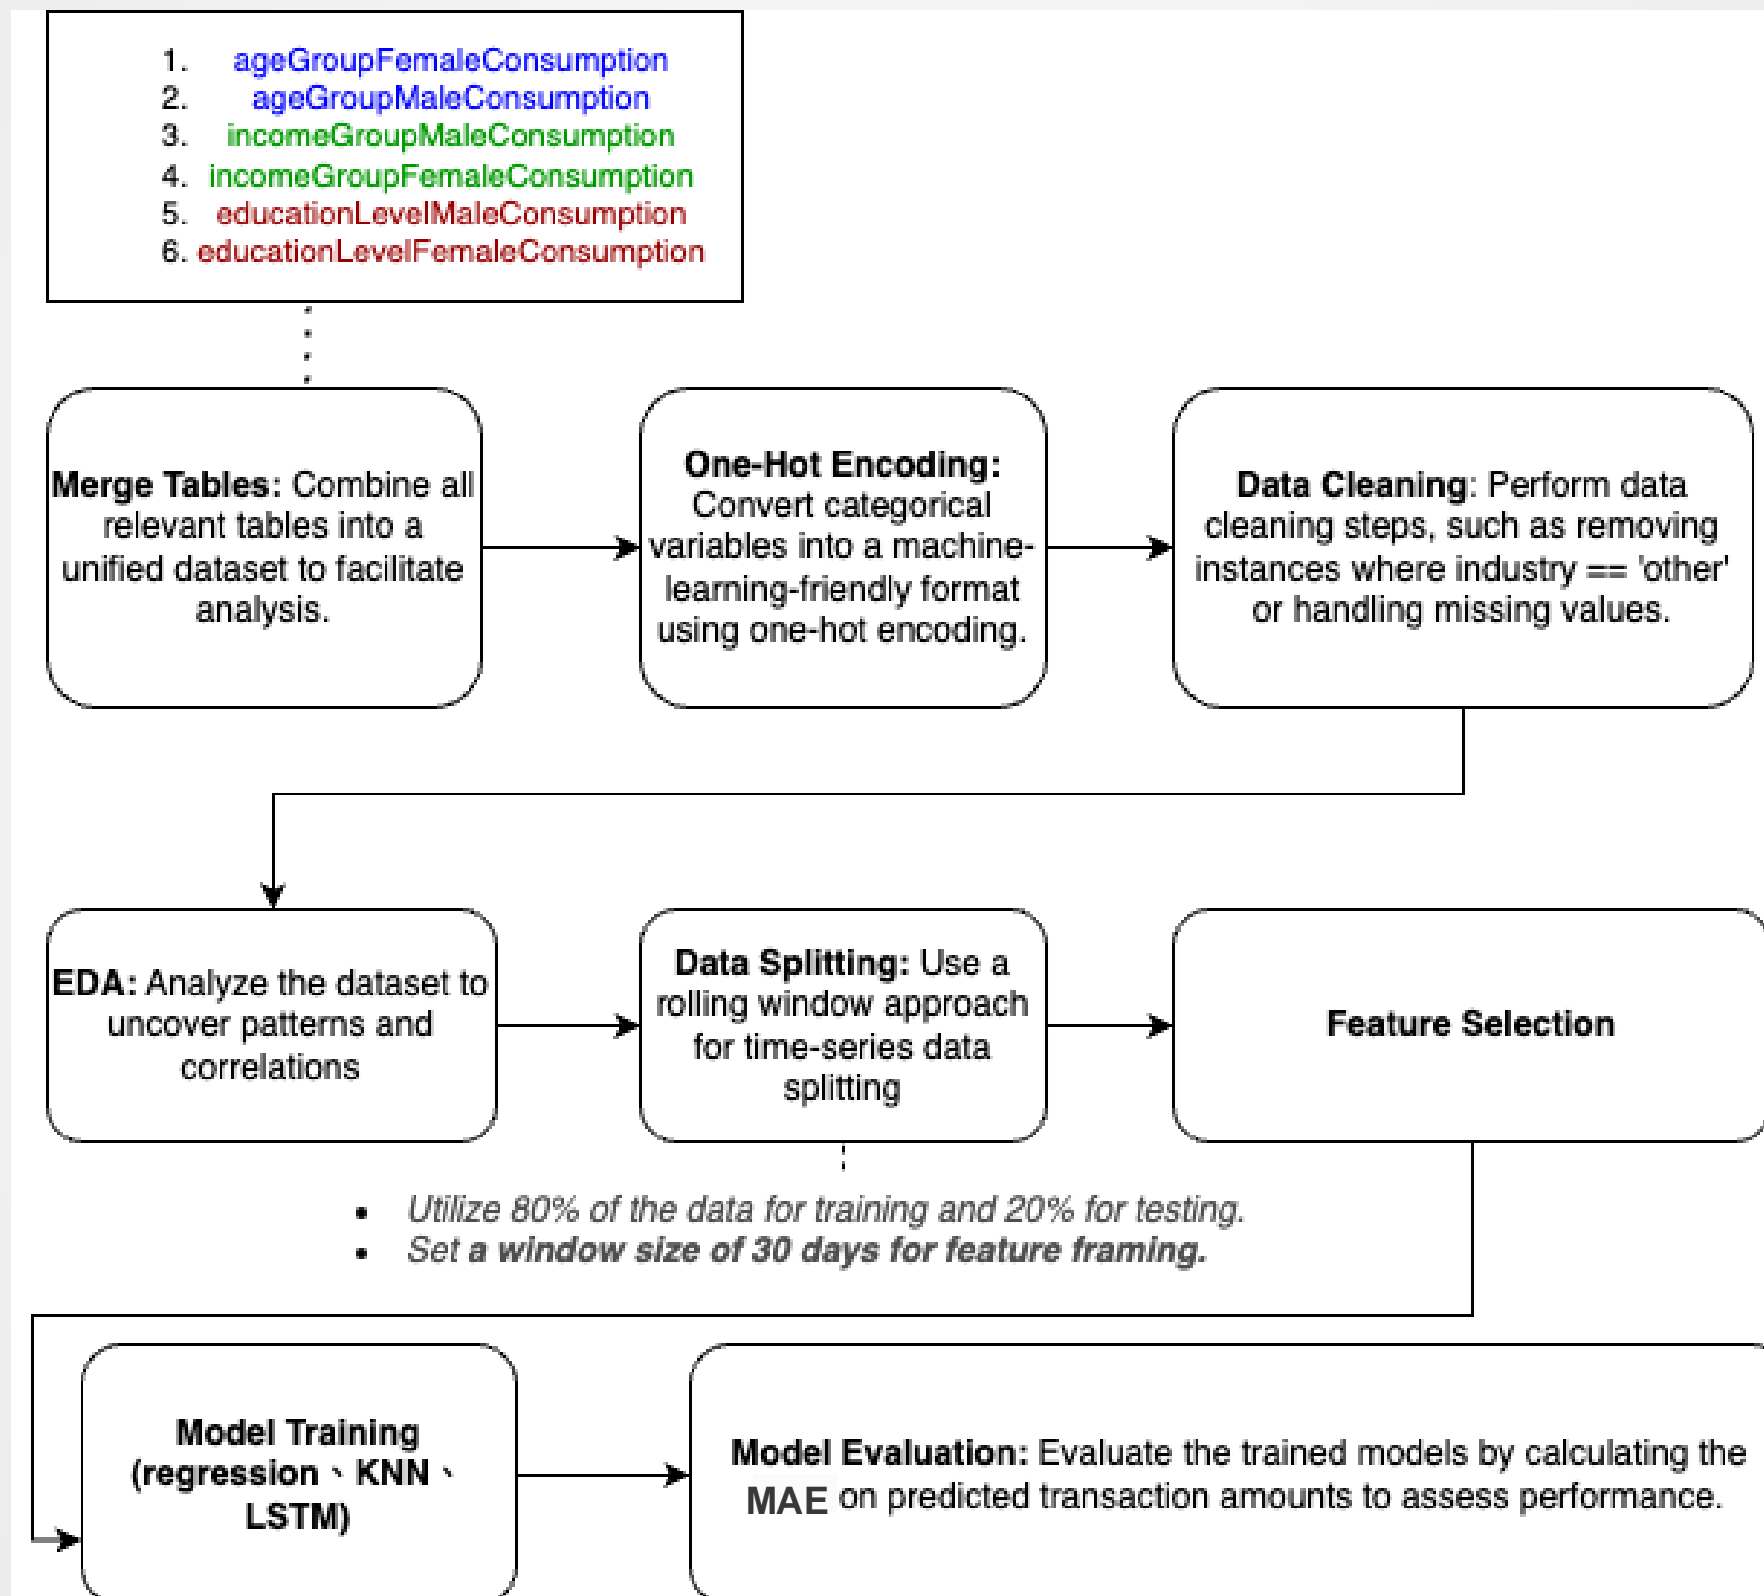 1. ageGroupFemaleConsumption
2. ageGroupMaleConsumption
3. incomeGroupMaleConsumption
4. incomeGroupFemaleConsumption
5. educationLevelMaleConsumption
6. educationLevelFemaleConsumption
Merge Tables: Combine all
relevant tables into a
unified dataset to facilitate
analysis.
One-Hot Encoding:
Convert categorical
variables into a machine-
learning-friendly format
using one-hot encoding.
Data Cleaning: Perform data
cleaning steps, such as removing
instances where industry == 'other'
or handling missing values.
EDA: Analyze the dataset to
uncover patterns and
correlations
Data Splitting: Use a
rolling window approach
for time-series data
splitting
Feature Selection
• Utilize 80% of the data for training and 20% for testing.
• Set a window size of 30 days for feature framing.
Model Training
(regression、KNN、
LSTM)
Model Evaluation: Evaluate the trained models by calculating the
MAE on predicted transaction amounts to assess performance.